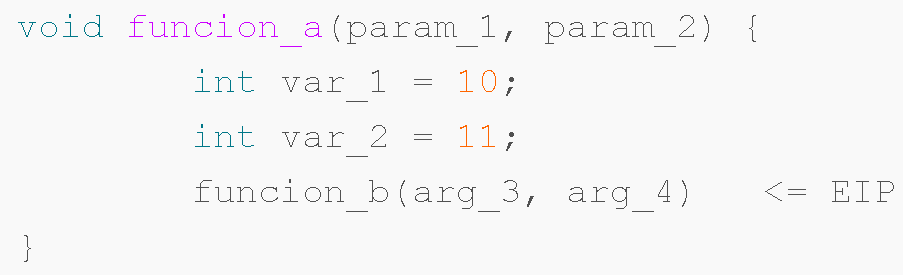 void funcion_a(param_1, param_2) {
int var_1 = 10;
int var_2 = 11;
funcion_b(arg_3, arg_4) <= EIP
}